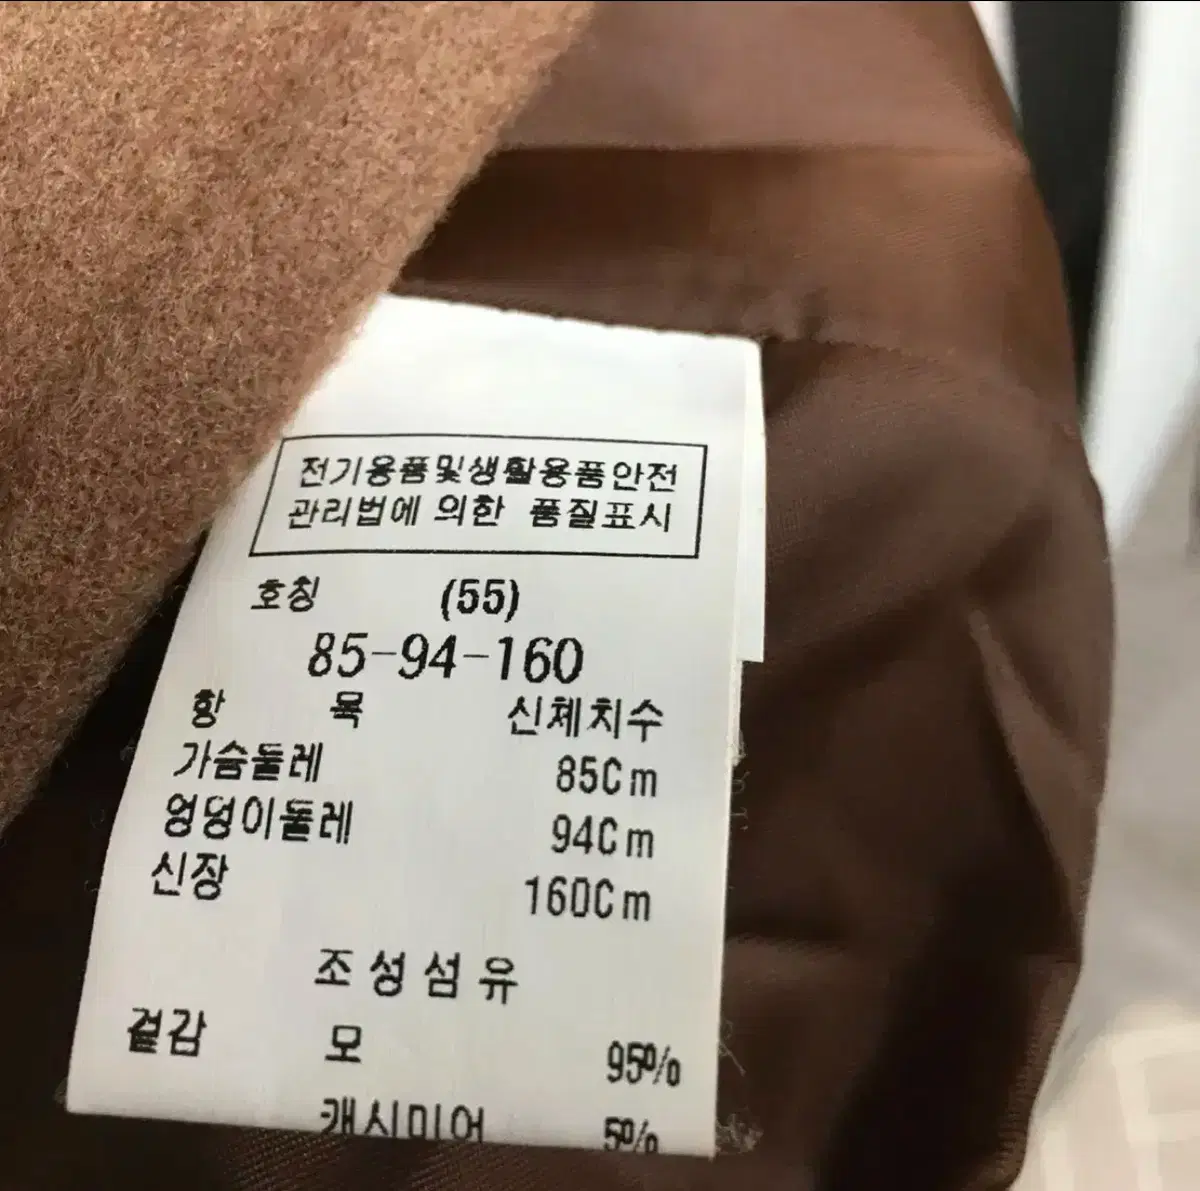 전기용품및생활용품안전
관리법에 의한 품질표시
호칭 (55)
85-94-160
항 목 신체치수
가슴둘레 85Cm
엉덩이둘레 94Cm
신장 160Cm
조성섬유
겉감 모 95%
캐시미어 5%